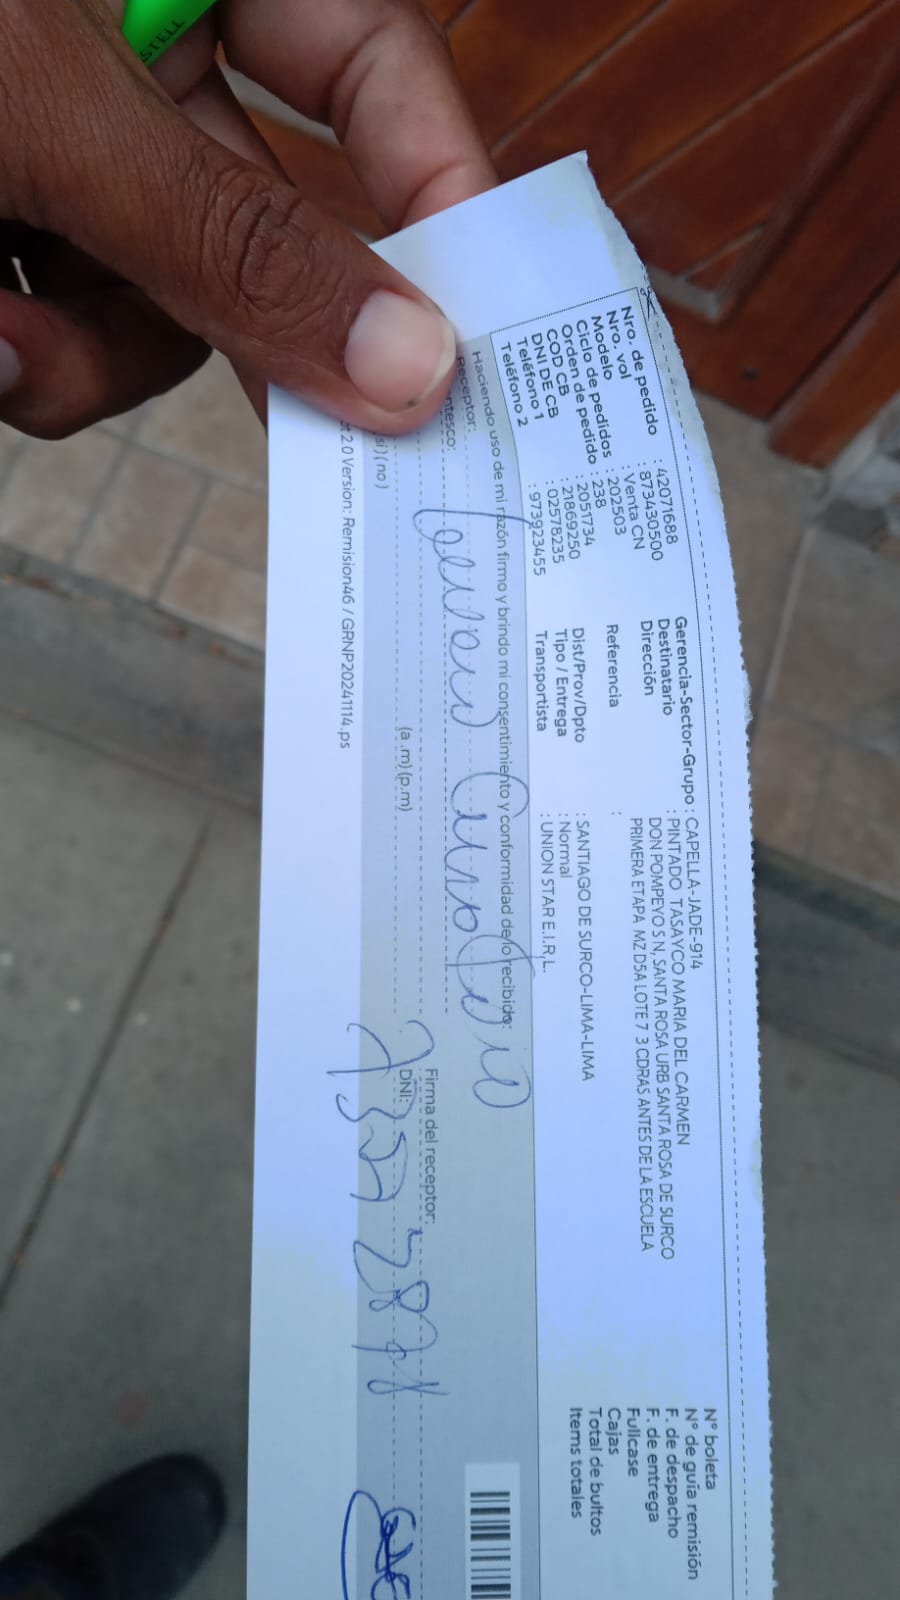 STELL
Nro. de pedido : 42071688
Nro. vol : 873430500
Modelo : Venta CN
Ciclo de pedidos : 202503
Orden de pedido : 238
COD CB : 2051734
DNI DE CB : 21869250
Teléfono 1 : 02578235
Teléfono 2 : 973923455
Gerencia-Sector-Grupo : CAPELLA-JADE-914
Destinatario : PINTADO TASAYCO MARIA DEL CARMEN
Dirección DON POMPEYO S N, SANTA ROSA URB SANTA ROSA DE SURCO
PRIMERA ETAPA MZ D5A LOTE 7 3 CDRAS ANTES DE LA ESCUELA
Referencia :
Dist/Prov/Dpto : SANTIAGO DE SURCO-LIMA-LIMA
Tipo / Entrega : Normal
Transportista : UNION STAR E.I.R.L.
N° boleta
N° de guía remisión
F. de despacho
F. de entrega
Fullcase
Cajas
Total de bultos
Items totales
Haciendo uso de mi razón firmo y brindo mi consentimiento y conformidad de lo recibido:
Receptor:
ntesco:
si)(no)
(a .m)(p.m)
Firma del receptor:
DNI:
2.0 Version: Remision46 / GRNP20241114.ps